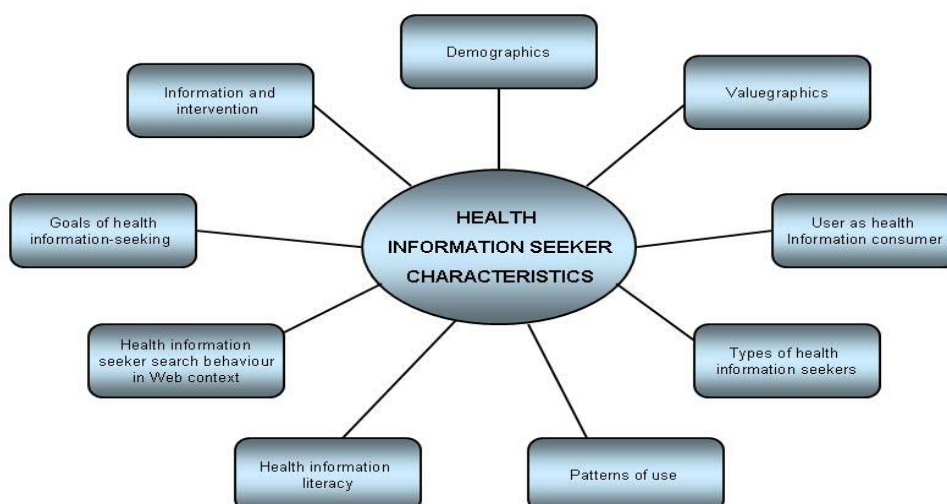 Demographics
Information and
intervention
Valuegraphics
Goals of health
information-seeking
HEALTH
INFORMATION SEEKER
CHARACTERISTICS
User as health
Information consumer
Health information
seeker search behaviour
in Web context
Types of health
information seekers
Health information
literacy
Patterns of use